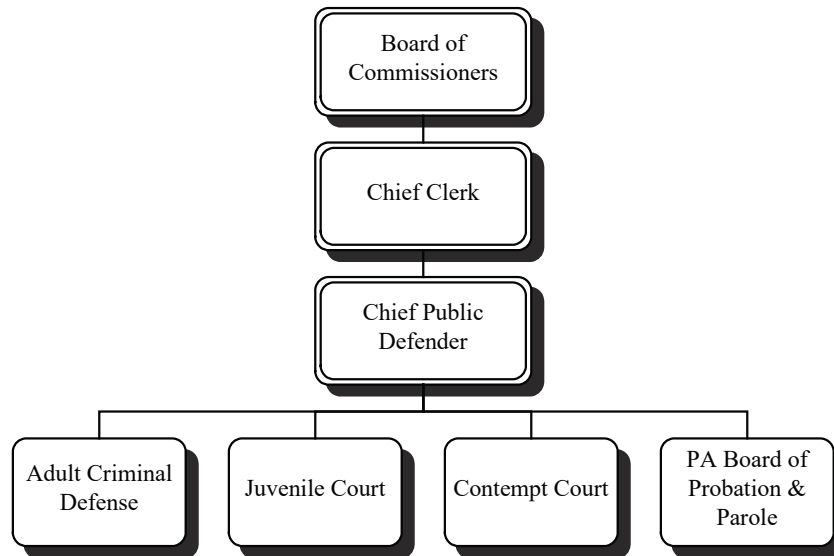 Board of
Commissioners
Chief Clerk
Chief Public
Defender
Adult Criminal
Defense
Juvenile Court
Contempt Court
PA Board of
Probation &
Parole